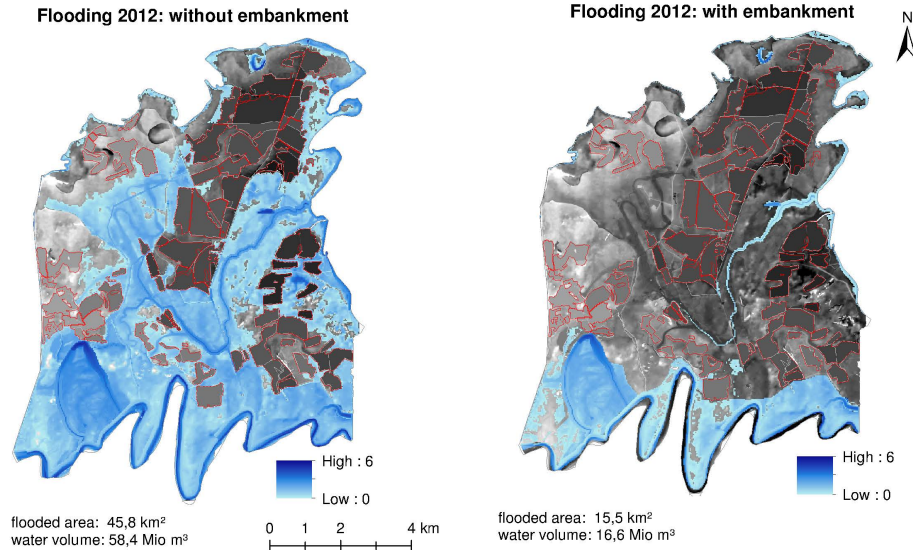 Flooding 2012: without embankment
High : 6
Low : 0
flooded area: 45,8 km²
water volume: 58,4 Mio m³
0 1 2 4 km
Flooding 2012: with embankment
N
High : 6
Low : 0
flooded area: 15,5 km²
water volume: 16,6 Mio m³